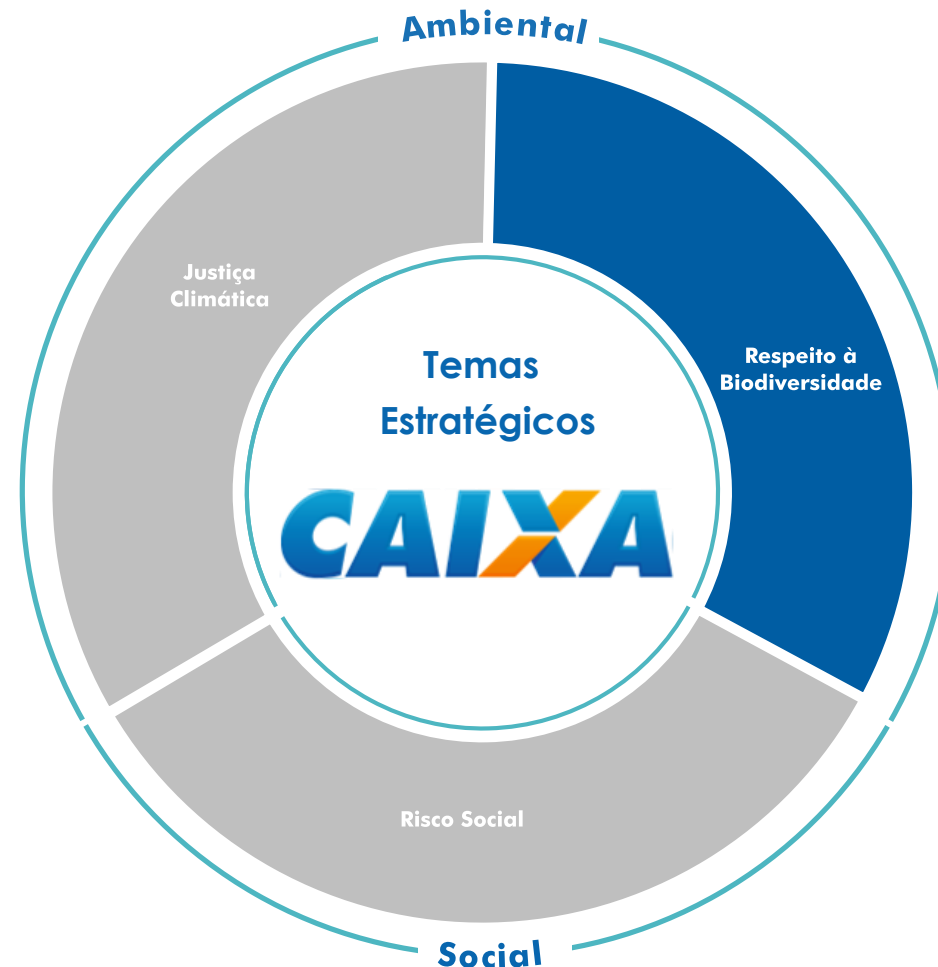 Ambiental
Justiça
Climática
Respeito à
Biodiversidade
Temas
Estratégicos
CAIXA
Risco Social
Social